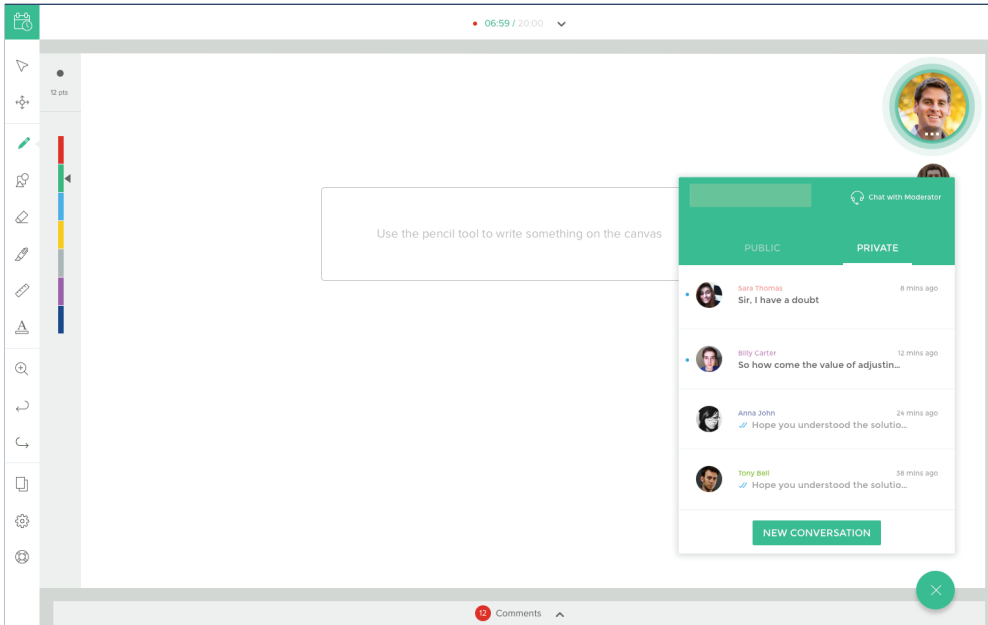 06:59 / 20:00
12 pts
Use the pencil tool to write something on the canvas
Chat with Moderator
PUBLIC
PRIVATE
Sara Thomas
6 mins ago
Sir, I have a doubt
Billy Carter
12 mins ago
So how come the value of adjustin...
Anna John
24 mins ago
Hope you understood the solutio...
Tony Bell
38 mins ago
Hope you understood the solutio...
NEW CONVERSATION
12 Comments